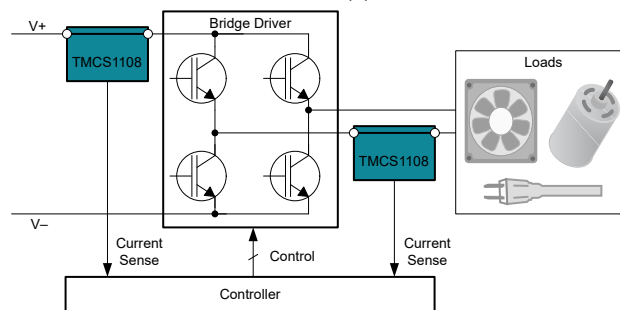 V+
TMCS1108
Bridge Driver
Loads
TMCS1108
V–
Current
Sense
Control
Current
Sense
Controller